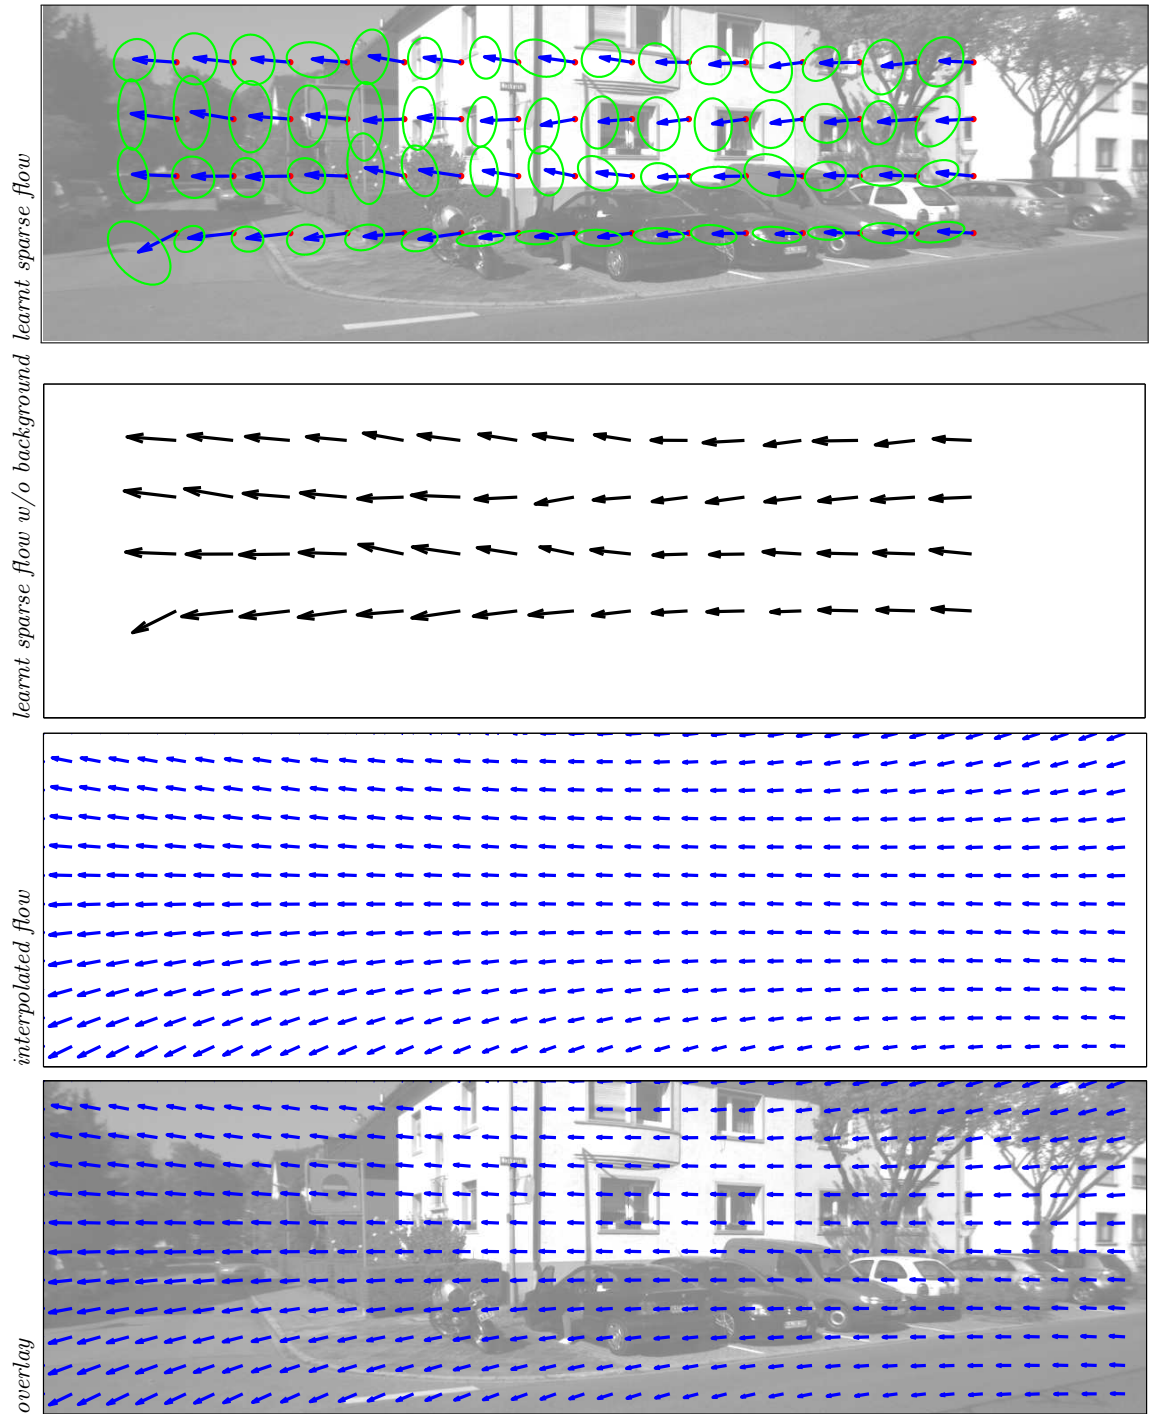 learnt sparse flow
learnt sparse flow w/o background
interpolated flow
overlay